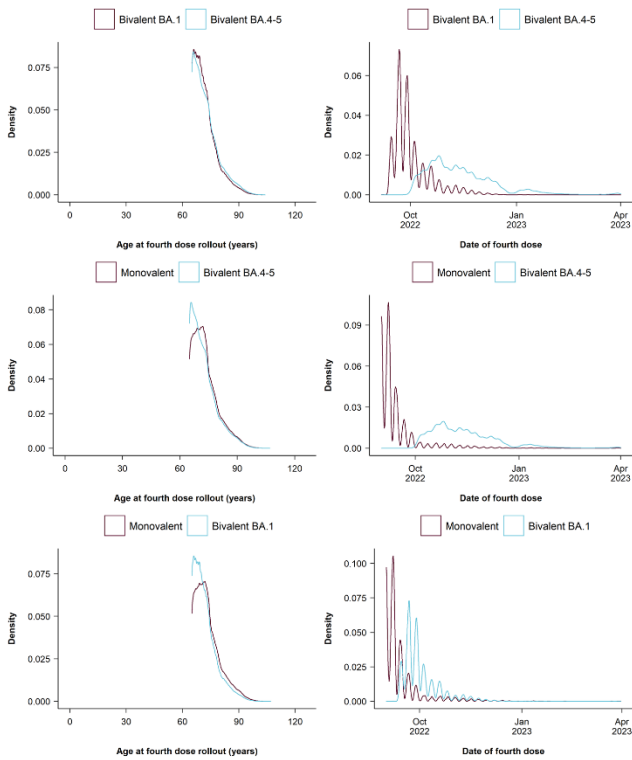 Bivalent BA.1 Bivalent BA.4-5
Density
0.075
0.050
0.025
0.000
0 30 60 90 120
Age at fourth dose rollout (years)
Bivalent BA.1 Bivalent BA.4-5
Density
0.06
0.04
0.02
0.00
Oct Jan Apr
2022 2023 2023
Date of fourth dose
Monovalent Bivalent BA.4-5
Density
0.08
0.06
0.04
0.02
0.00
0 30 60 90 120
Age at fourth dose rollout (years)
Monovalent Bivalent BA.4-5
Density
0.09
0.06
0.03
0.00
Oct Jan Apr
2022 2023 2023
Date of fourth dose
Monovalent Bivalent BA.1
Density
0.075
0.050
0.025
0.000
0 30 60 90 120
Age at fourth dose rollout (years)
Monovalent Bivalent BA.1
Density
0.100
0.075
0.050
0.025
0.000
Oct Jan Apr
2022 2023 2023
Date of fourth dose